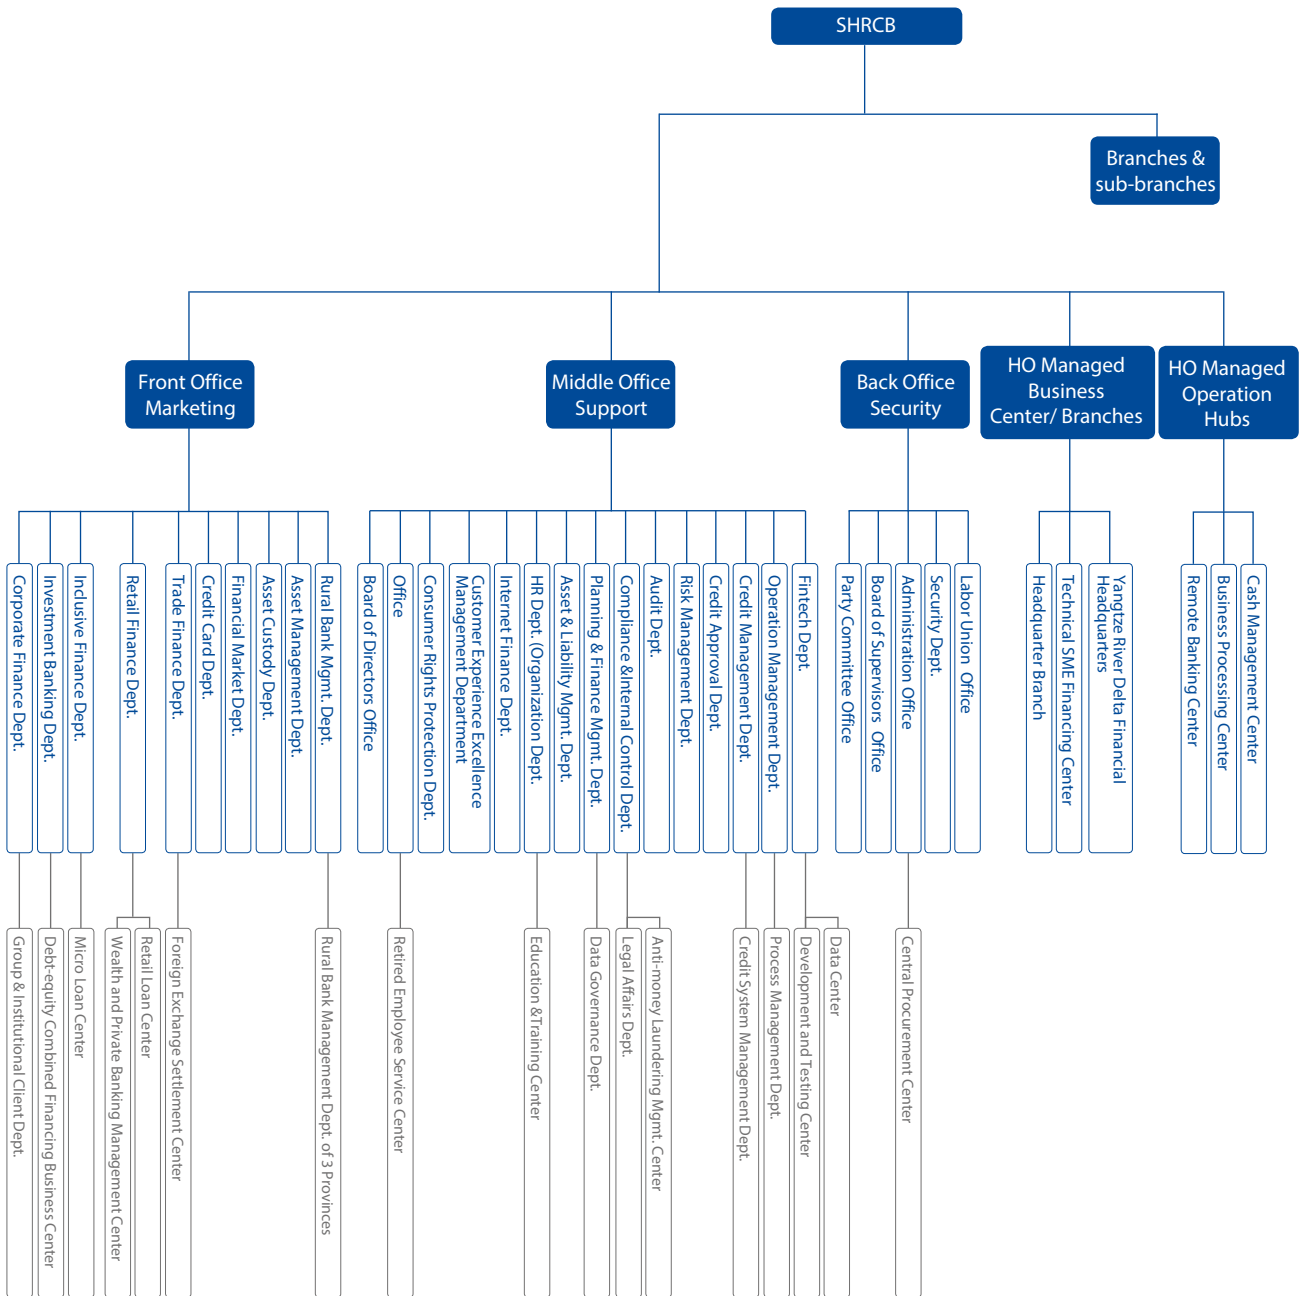 SHRCB
Branches &
sub-branches
Front Office
Marketing
Middle Office
Support
Back Office
Security
HO Managed
Business
Center/ Branches
HO Managed
Operation
Hubs
Corporate Finance Dept.
Investment Banking Dept.
Inclusive Finance Dept.
Retail Finance Dept.
Trade Finance Dept.
Credit Card Dept.
Financial Market Dept.
Asset Custody Dept.
Asset Management Dept.
Rural Bank Mgmt. Dept.
Board of Directors Office
Office
Consumer Rights Protection Dept.
Customer Experience Excellence
Management Department
Internet Finance Dept.
HR Dept. (Organization Dept.)
Asset & Liability Mgmt. Dept.
Planning & Finance Mgmt. Dept.
Compliance &Internal Control Dept.
Audit Dept.
Risk Management Dept.
Credit Approval Dept.
Credit Management Dept.
Operation Management Dept.
Fintech Dept.
Party Committee Office
Board of Supervisors Office
Administration Office
Security Dept.
Labor Union Office
Headquarter Branch
Technical SME Financing Center
Yangtze River Delta Financial
Headquarters
Remote Banking Center
Business Processing Center
Cash Management Center
Group & Institutional Client Dept.
Debt-equity Combined Financing Business Center
Micro Loan Center
Wealth and Private Banking Management Center
Retail Loan Center
Foreign Exchange Settlement Center
Rural Bank Management Dept. of 3 Provinces
Retired Employee Service Center
Education &Training Center
Data Governance Dept.
Legal Affairs Dept.
Anti-money Laundering Mgmt. Center
Credit System Management Dept.
Process Management Dept.
Development and Testing Center
Data Center
Central Procurement Center